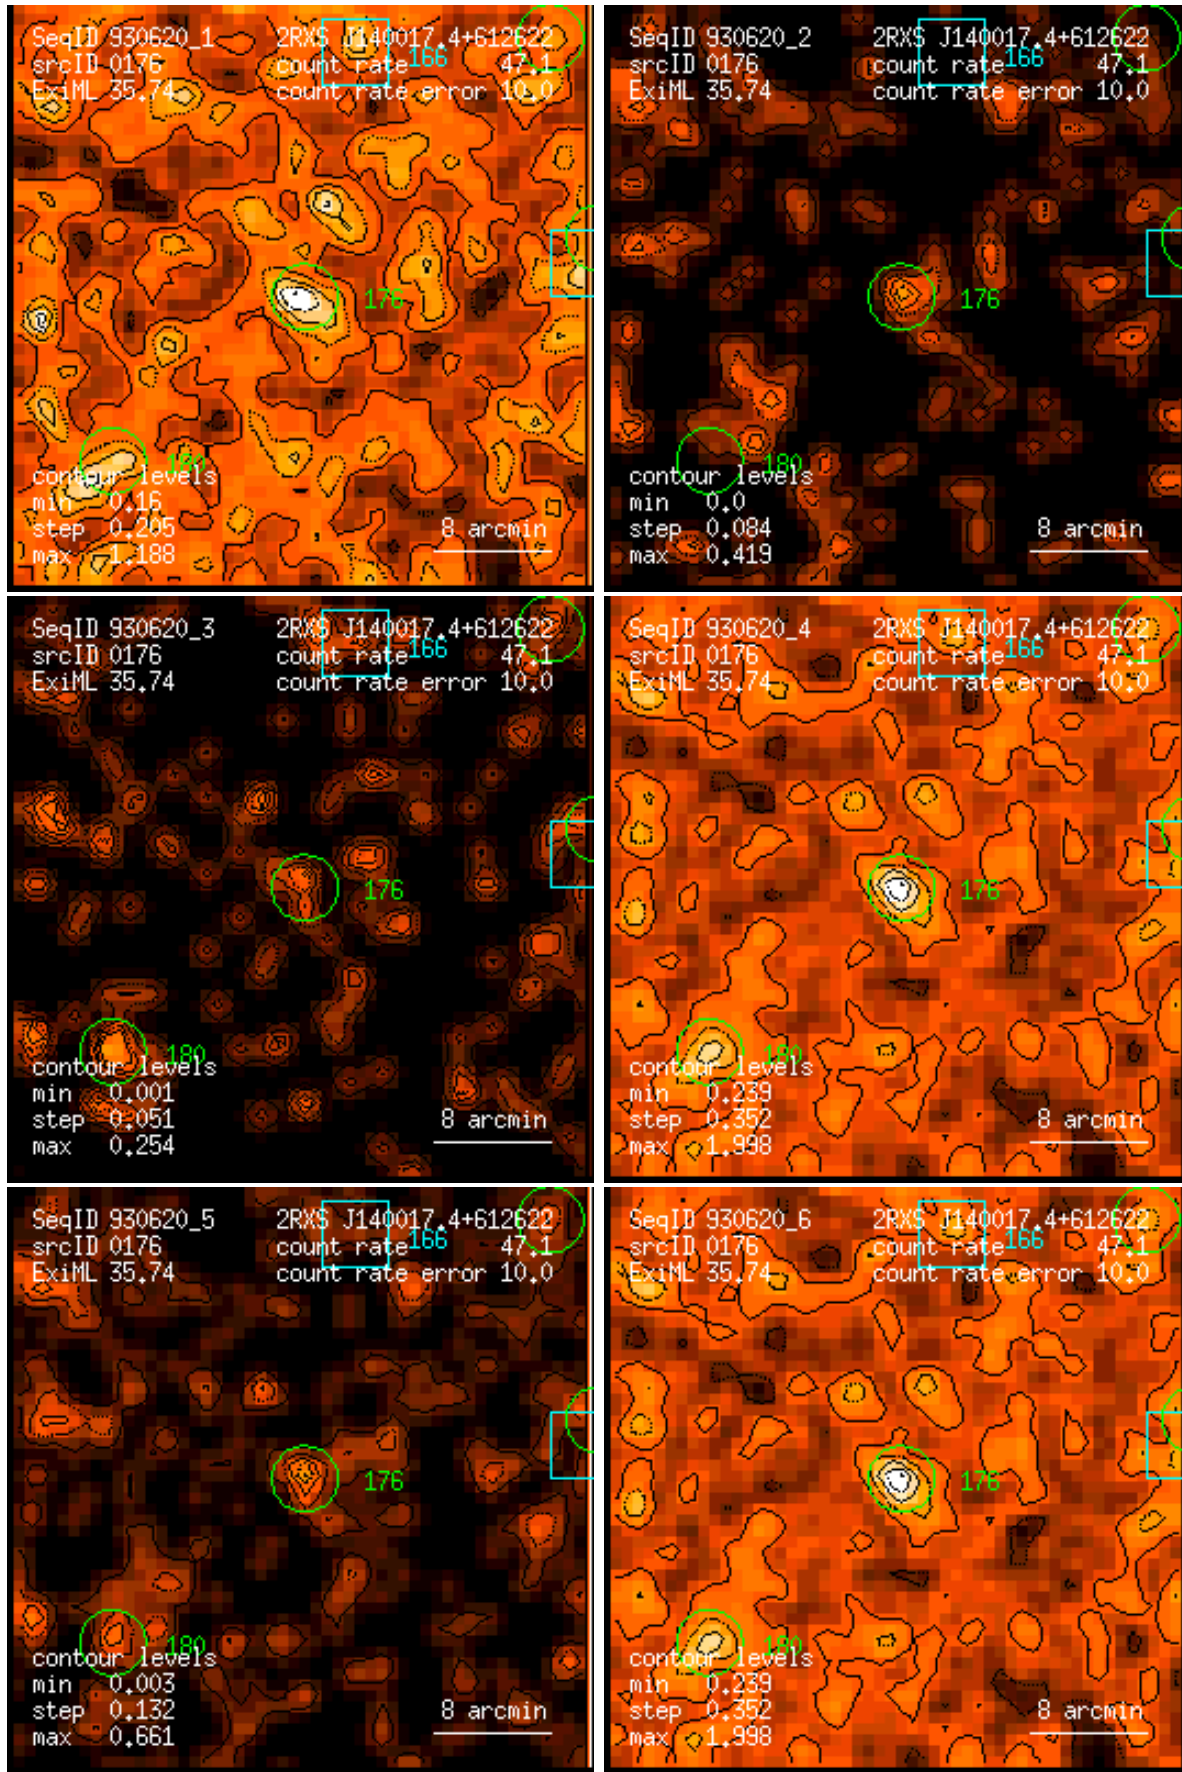 SeqID 930620_1 2RXS J140017.4+612622
srcID 0176 count rate 166 47.1
ExiML 35.74 count rate error 10.0
176
180
contour levels
min 0.16
step 0.205 8 arcmin
max 1.188
SeqID 930620_2 2RXS J140017.4+612622
srcID 0176 count rate 166 47.1
ExiML 35.74 count rate error 10.0
176
180
contour levels
min 0.0
step 0.084 8 arcmin
max 0.419
SeqID 930620_3 2RXS J140017.4+612622
srcID 0176 count rate 166 47.1
ExiML 35.74 count rate error 10.0
176
180
contour levels
min 0.001
step 0.051 8 arcmin
max 0.254
SeqID 930620_4 2RXS J140017.4+612622
srcID 0176 count rate 166 47.1
ExiML 35.74 count rate error 10.0
176
180
contour levels
min 0.239
step 0.352 8 arcmin
max 1.998
SeqID 930620_5 2RXS J140017.4+612622
srcID 0176 count rate 166 47.1
ExiML 35.74 count rate error 10.0
176
180
contour levels
min 0.003
step 0.132 8 arcmin
max 0.661
SeqID 930620_6 2RXS J140017.4+612622
srcID 0176 count rate 166 47.1
ExiML 35.74 count rate error 10.0
176
180
contour levels
min 0.239
step 0.352 8 arcmin
max 1.998